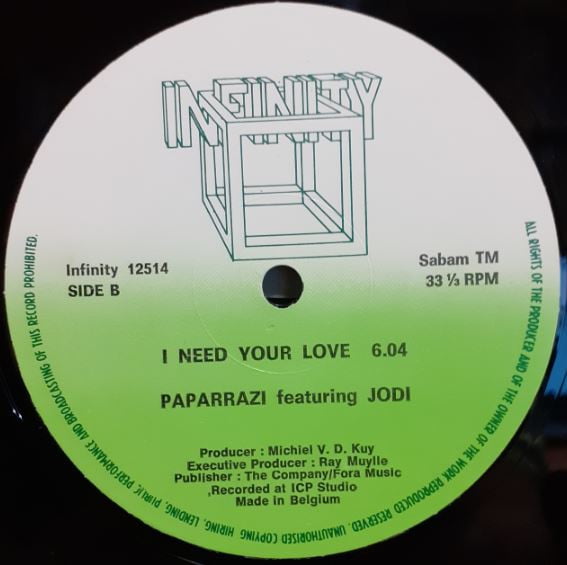 INFINITY
Infinity 12514
SIDE B
Sabam TM
33 ⅓ RPM
I NEED YOUR LOVE 6.04
PAPARRAZI featuring JODI
Producer : Michiel V. D. Kuy
Executive Producer : Ray Muylle
Publisher : The Company/Fora Music
Recorded at ICP Studio
Made in Belgium
ALL RIGHTS OF THE PRODUCER AND OF THE OWNER OF THE WORK REPRODUCED RESERVED. UNAUTHORISED COPYING, HIRING, LENDING, PUBLIC PERFORMANCE AND BROADCASTING OF THIS RECORD PROHIBITED.